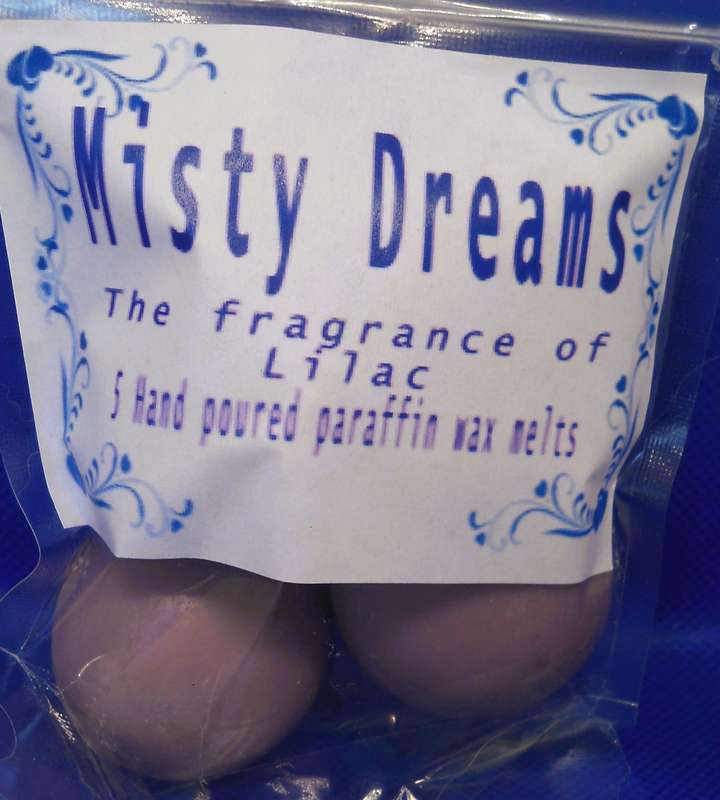 Misty Dreams
The fragrance of
Lilac
5 Hand poured paraffin wax melts